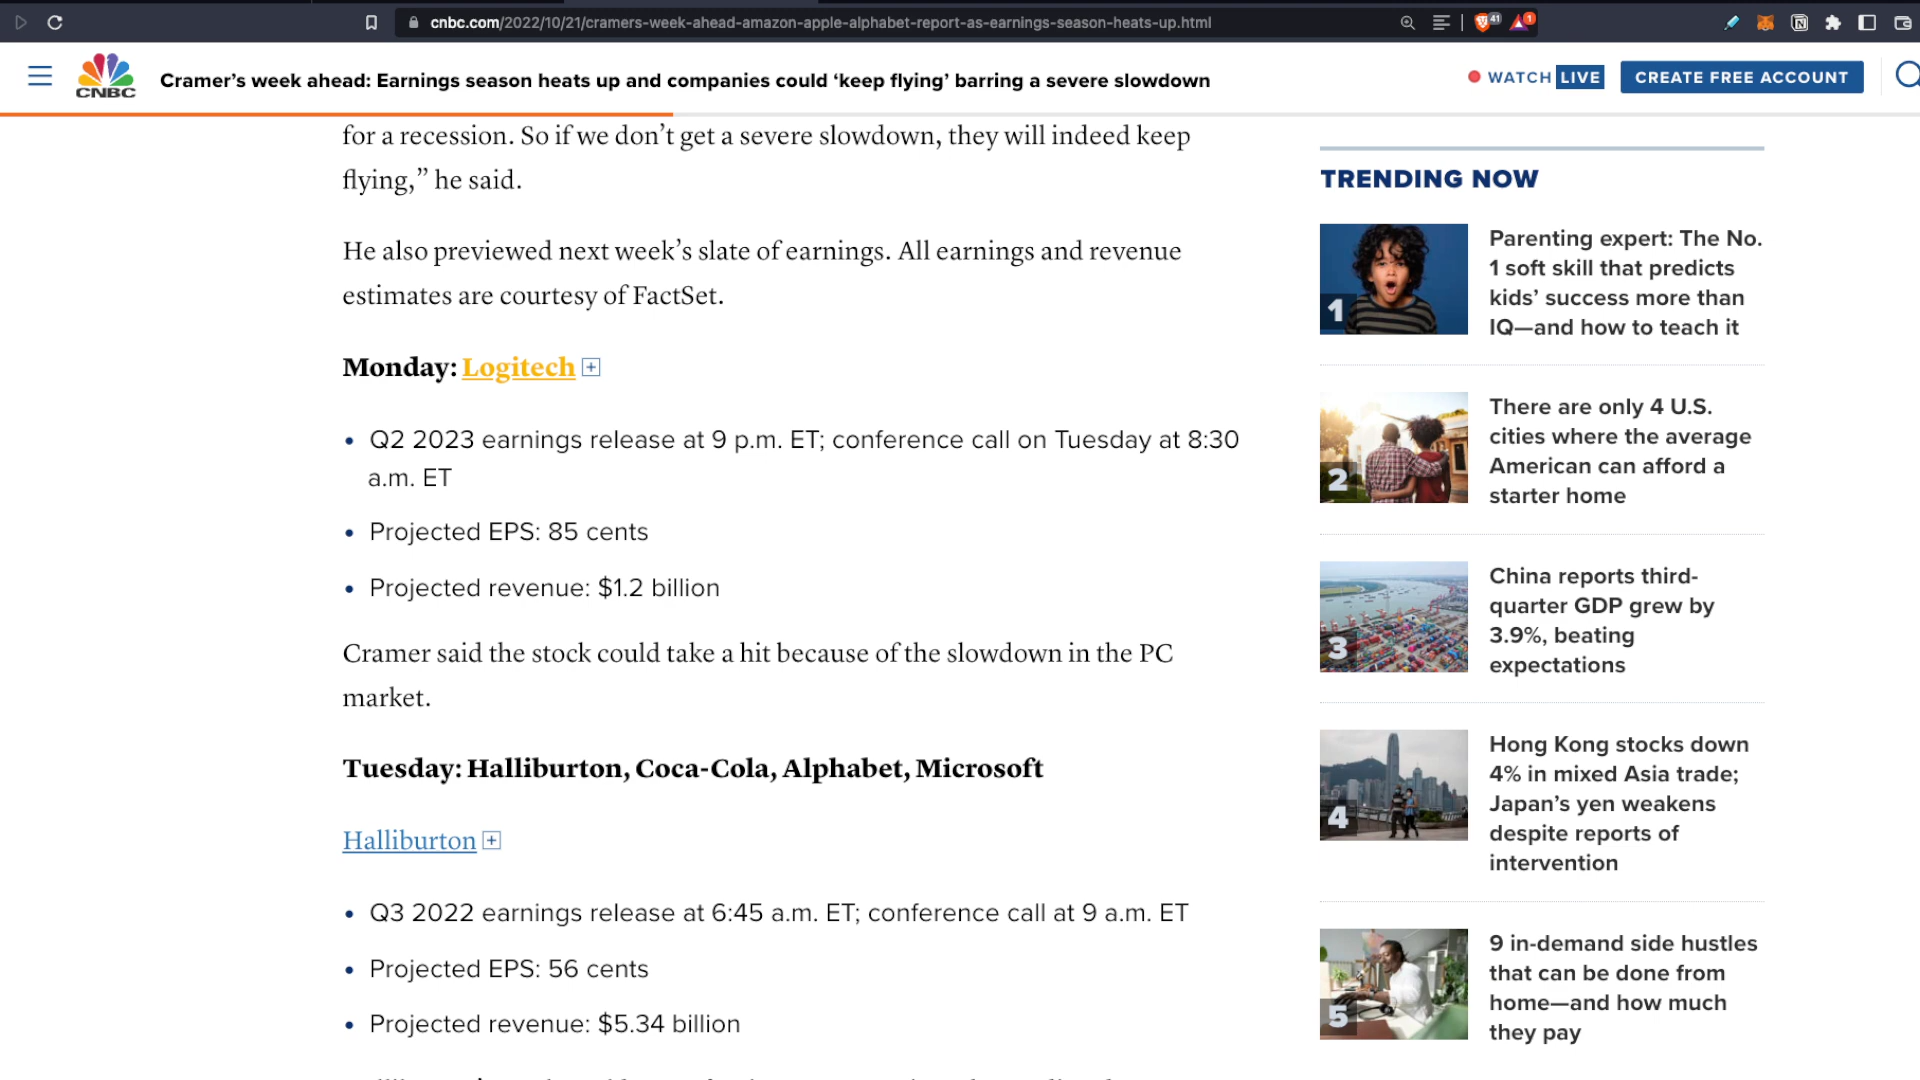 cnbc.com/2022/10/21/cramers-week-ahead-amazon-apple-alphabet-report-as-earnings-season-heats-up.html
41
1
CNBC
Cramer’s week ahead: Earnings season heats up and companies could ‘keep flying’ barring a severe slowdown
WATCH LIVE
CREATE FREE ACCOUNT
for a recession. So if we don’t get a severe slowdown, they will indeed keep
flying,” he said.
He also previewed next week’s slate of earnings. All earnings and revenue
estimates are courtesy of FactSet.
Monday: Logitech
• Q2 2023 earnings release at 9 p.m. ET; conference call on Tuesday at 8:30
a.m. ET
• Projected EPS: 85 cents
• Projected revenue: $1.2 billion
Cramer said the stock could take a hit because of the slowdown in the PC
market.
Tuesday: Halliburton, Coca-Cola, Alphabet, Microsoft
Halliburton
• Q3 2022 earnings release at 6:45 a.m. ET; conference call at 9 a.m. ET
• Projected EPS: 56 cents
• Projected revenue: $5.34 billion
TRENDING NOW
1
Parenting expert: The No.
1 soft skill that predicts
kids’ success more than
IQ—and how to teach it
2
There are only 4 U.S.
cities where the average
American can afford a
starter home
3
China reports third-
quarter GDP grew by
3.9%, beating
expectations
4
Hong Kong stocks down
4% in mixed Asia trade;
Japan’s yen weakens
despite reports of
intervention
5
9 in-demand side hustles
that can be done from
home—and how much
they pay